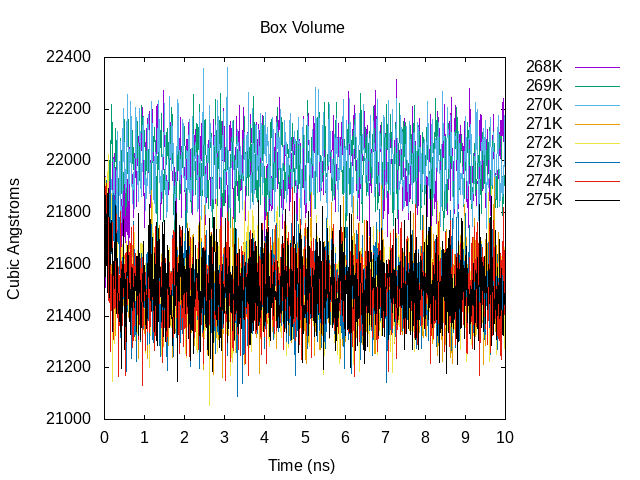 Box Volume
22400
22200
22000
21800
21600
21400
21200
21000
0 1 2 3 4 5 6 7 8 9 10
Cubic Angstroms
Time (ns)
268K
269K
270K
271K
272K
273K
274K
275K